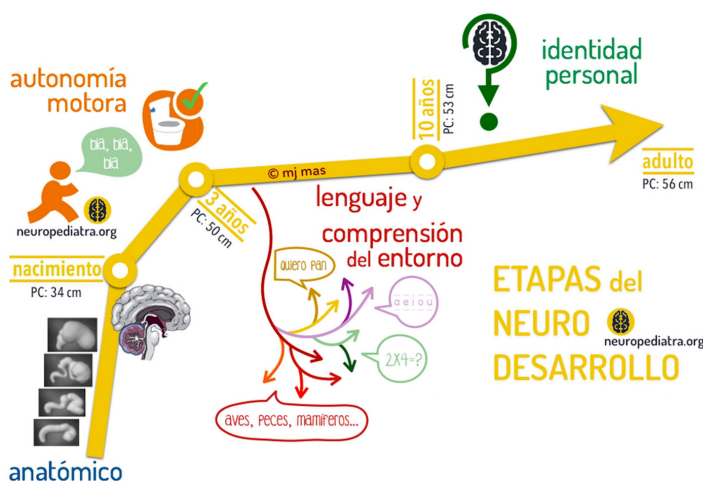 autonomía
motora
bla, bla,
bla
neuropediatra.org
nacimiento
PC: 34 cm
anatómico
3 años
PC: 50 cm
© mj mas
lenguaje y
comprensión
del entorno
quiero pan
a e i o u
2X4=?
aves, peces, mamíferos...
10 años
PC: 53 cm
identidad
personal
adulto
PC: 56 cm
ETAPAS del
NEURO
neuropediatra.org
DESARROLLO